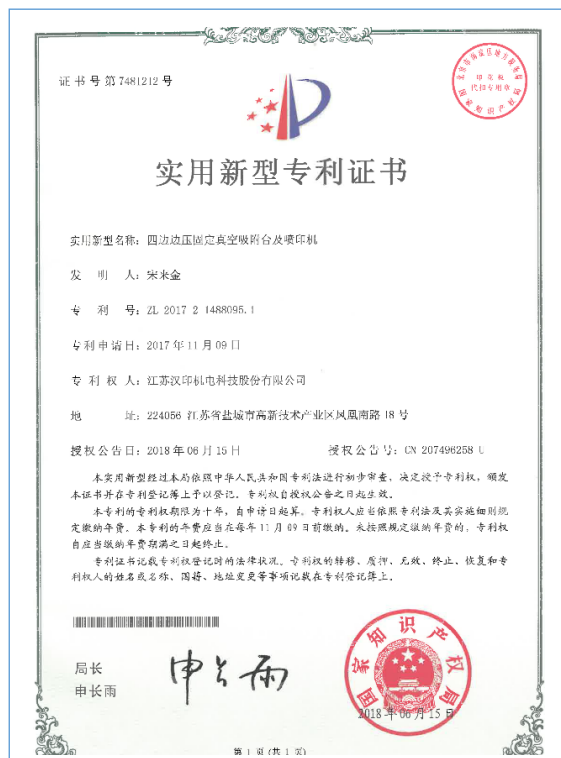 证书号第7481212号
印花税
代扣专用章
实用新型专利证书
实用新型名称：四边边压固定真空吸附台及喷印机
发明人：宋来金
专利号：ZL 2017 2 1488095.1
专利申请日：2017年11月09日
专利权人：江苏汉印机电科技股份有限公司
地址：224056 江苏省盐城市高新技术产业区凤凰南路18号
授权公告日：2018年06月15日 授权公告号：CN 207496258 U
本实用新型经过本局依照中华人民共和国专利法进行初步审查，决定授予专利权，颁发
本证书并在专利登记簿上予以登记。专利权自授权公告之日起生效。
本专利的专利权期限为十年，自申请日起算。专利权人应当依照专利法及其实施细则规
定缴纳年费。本专利的年费应当在每年11月09日前缴纳。未按照规定缴纳年费的，专利权
自应当缴纳年费期满之日起终止。
专利证书记载专利权登记时的法律状况。专利权的转移、质押、无效、终止、恢复和专
利权人的姓名或名称、国籍、地址变更等事项记载在专利登记簿上。
局长
申长雨
申长雨
国家知识产权局
2018年06月15日
第1页(共1页)